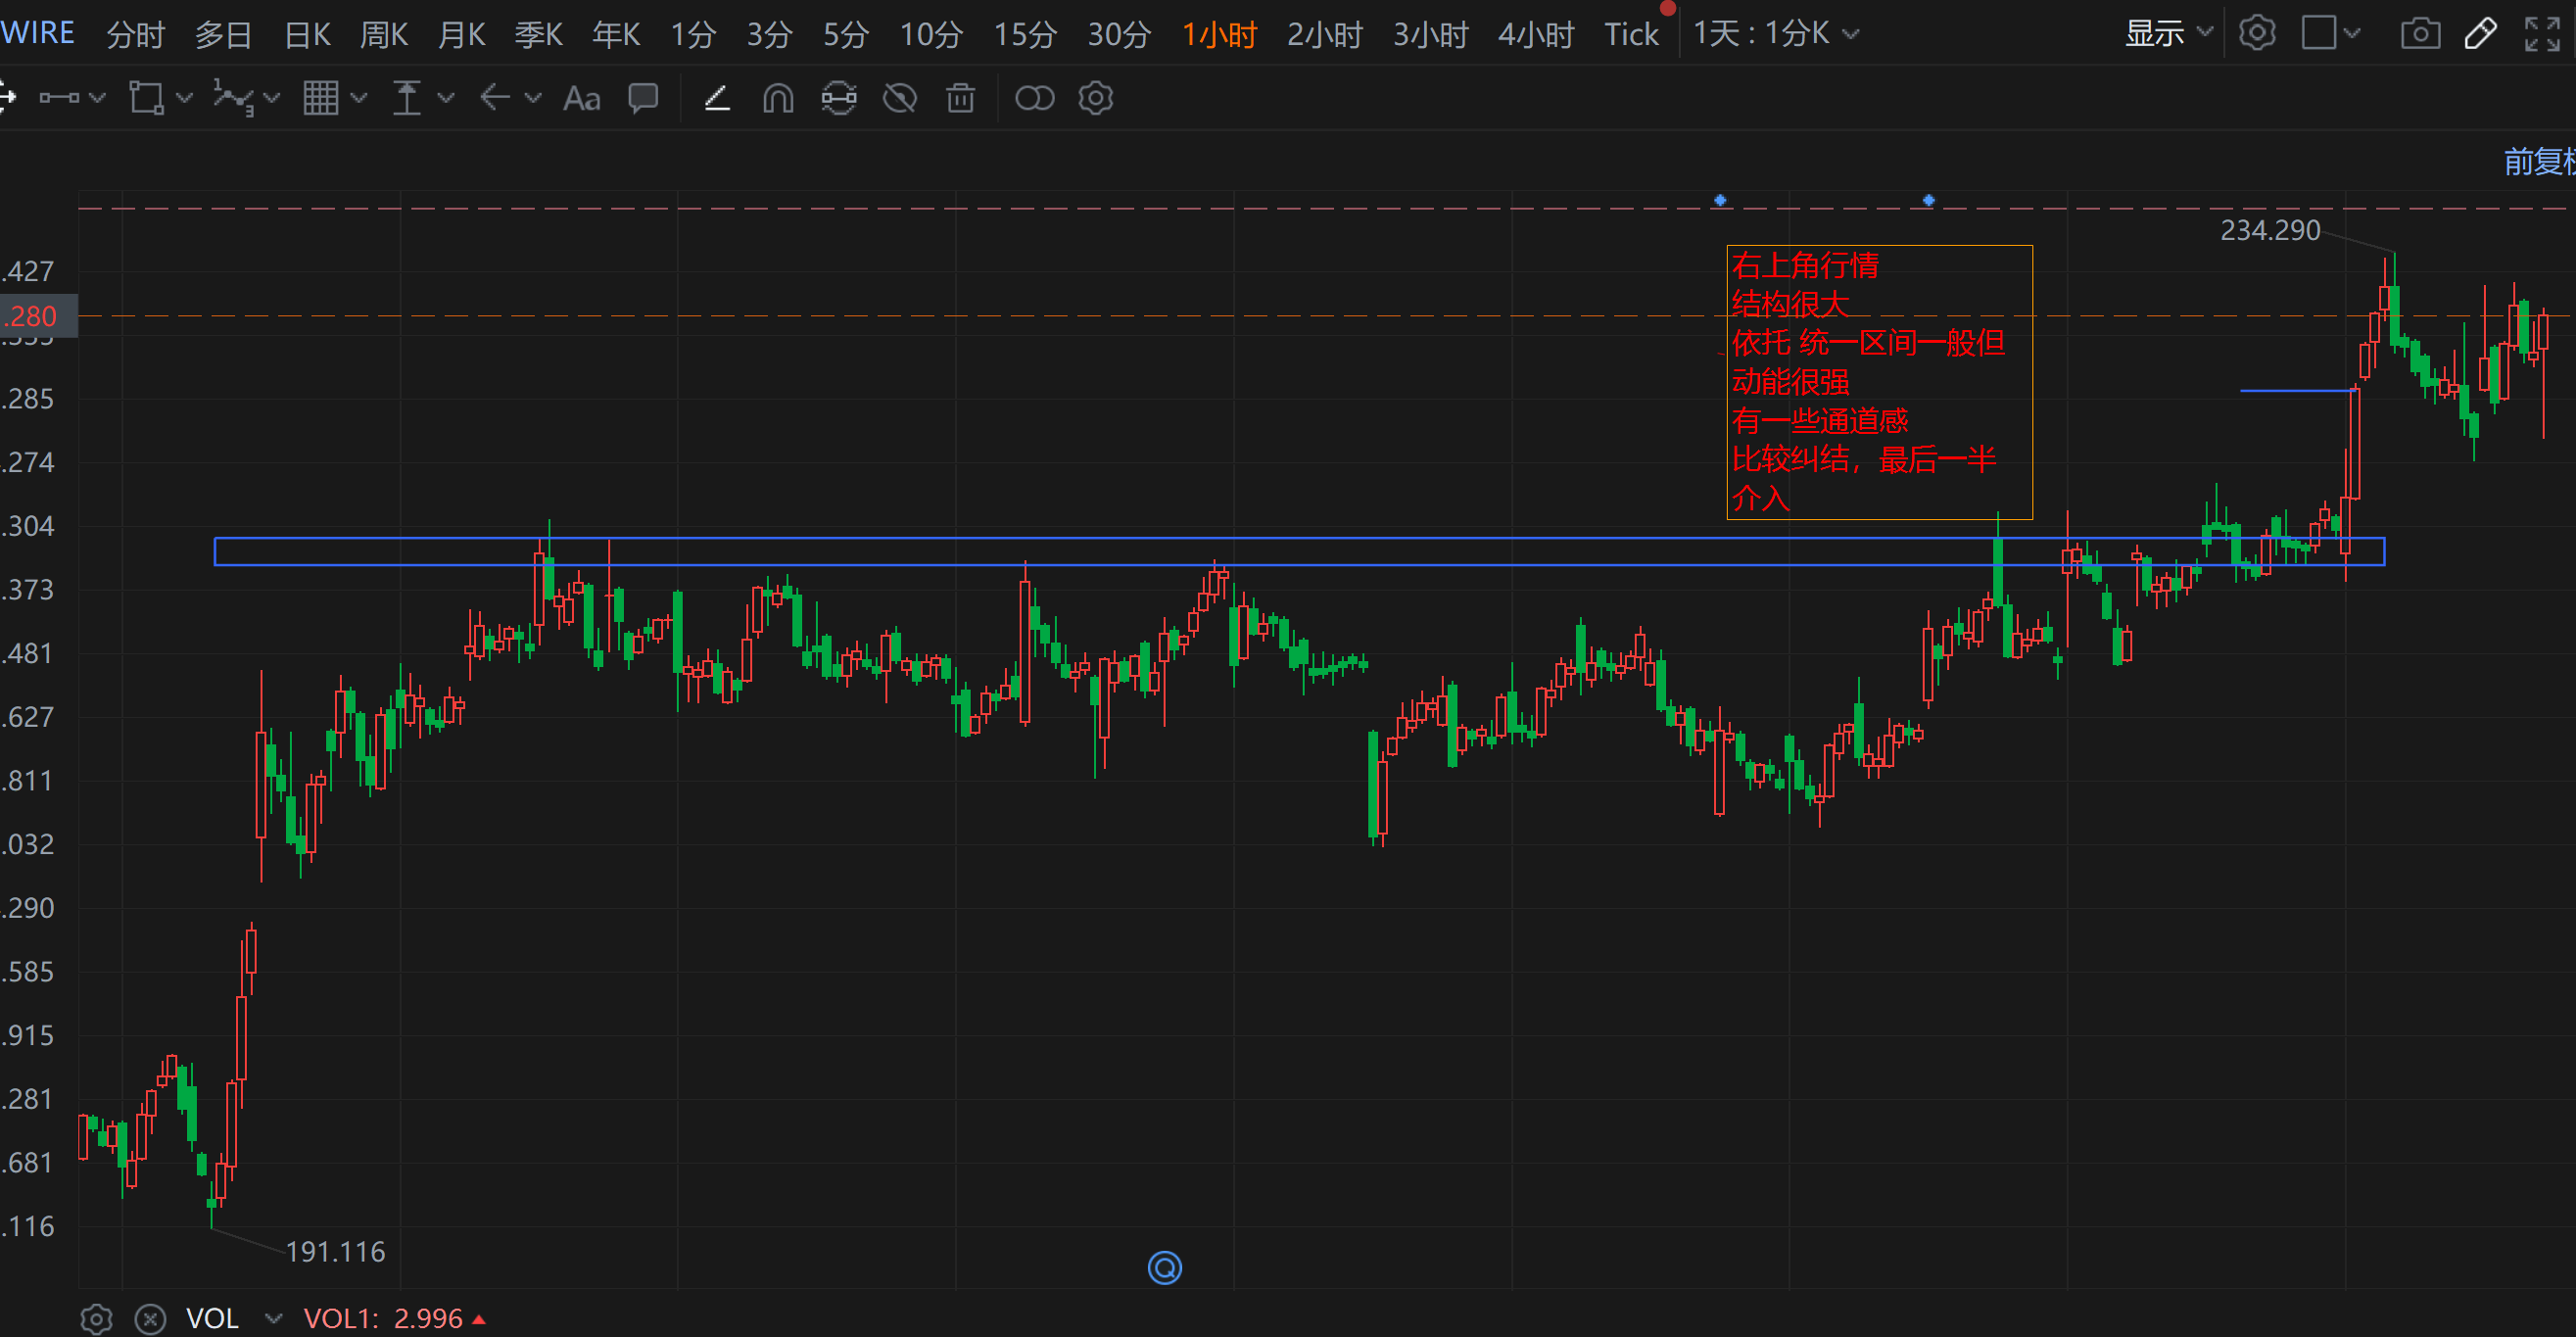 WIRE 分时 多日 日K 周K 月K 季K 年K 1分 3分 5分 10分 15分 30分 1小时 2小时 3小时 4小时 Tick 1天 : 1分K 显示
Aa
前复
234.290
.427
.280
右上角行情
结构很大
依托 统一区间一般但
动能很强
有一些通道感
比较纠结，最后一半
介入
.285
.274
.304
.373
.481
.627
.811
.032
.290
.585
.915
.281
.681
.116
191.116
VOL VOL1: 2.996